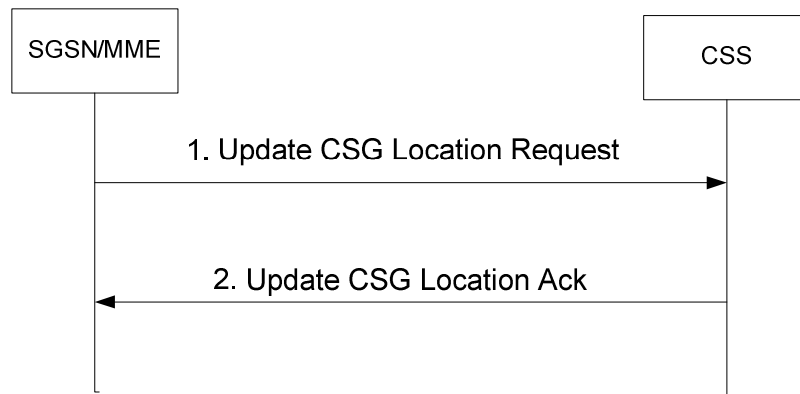 SGSN/MME
CSS
1. Update CSG Location Request
2. Update CSG Location Ack